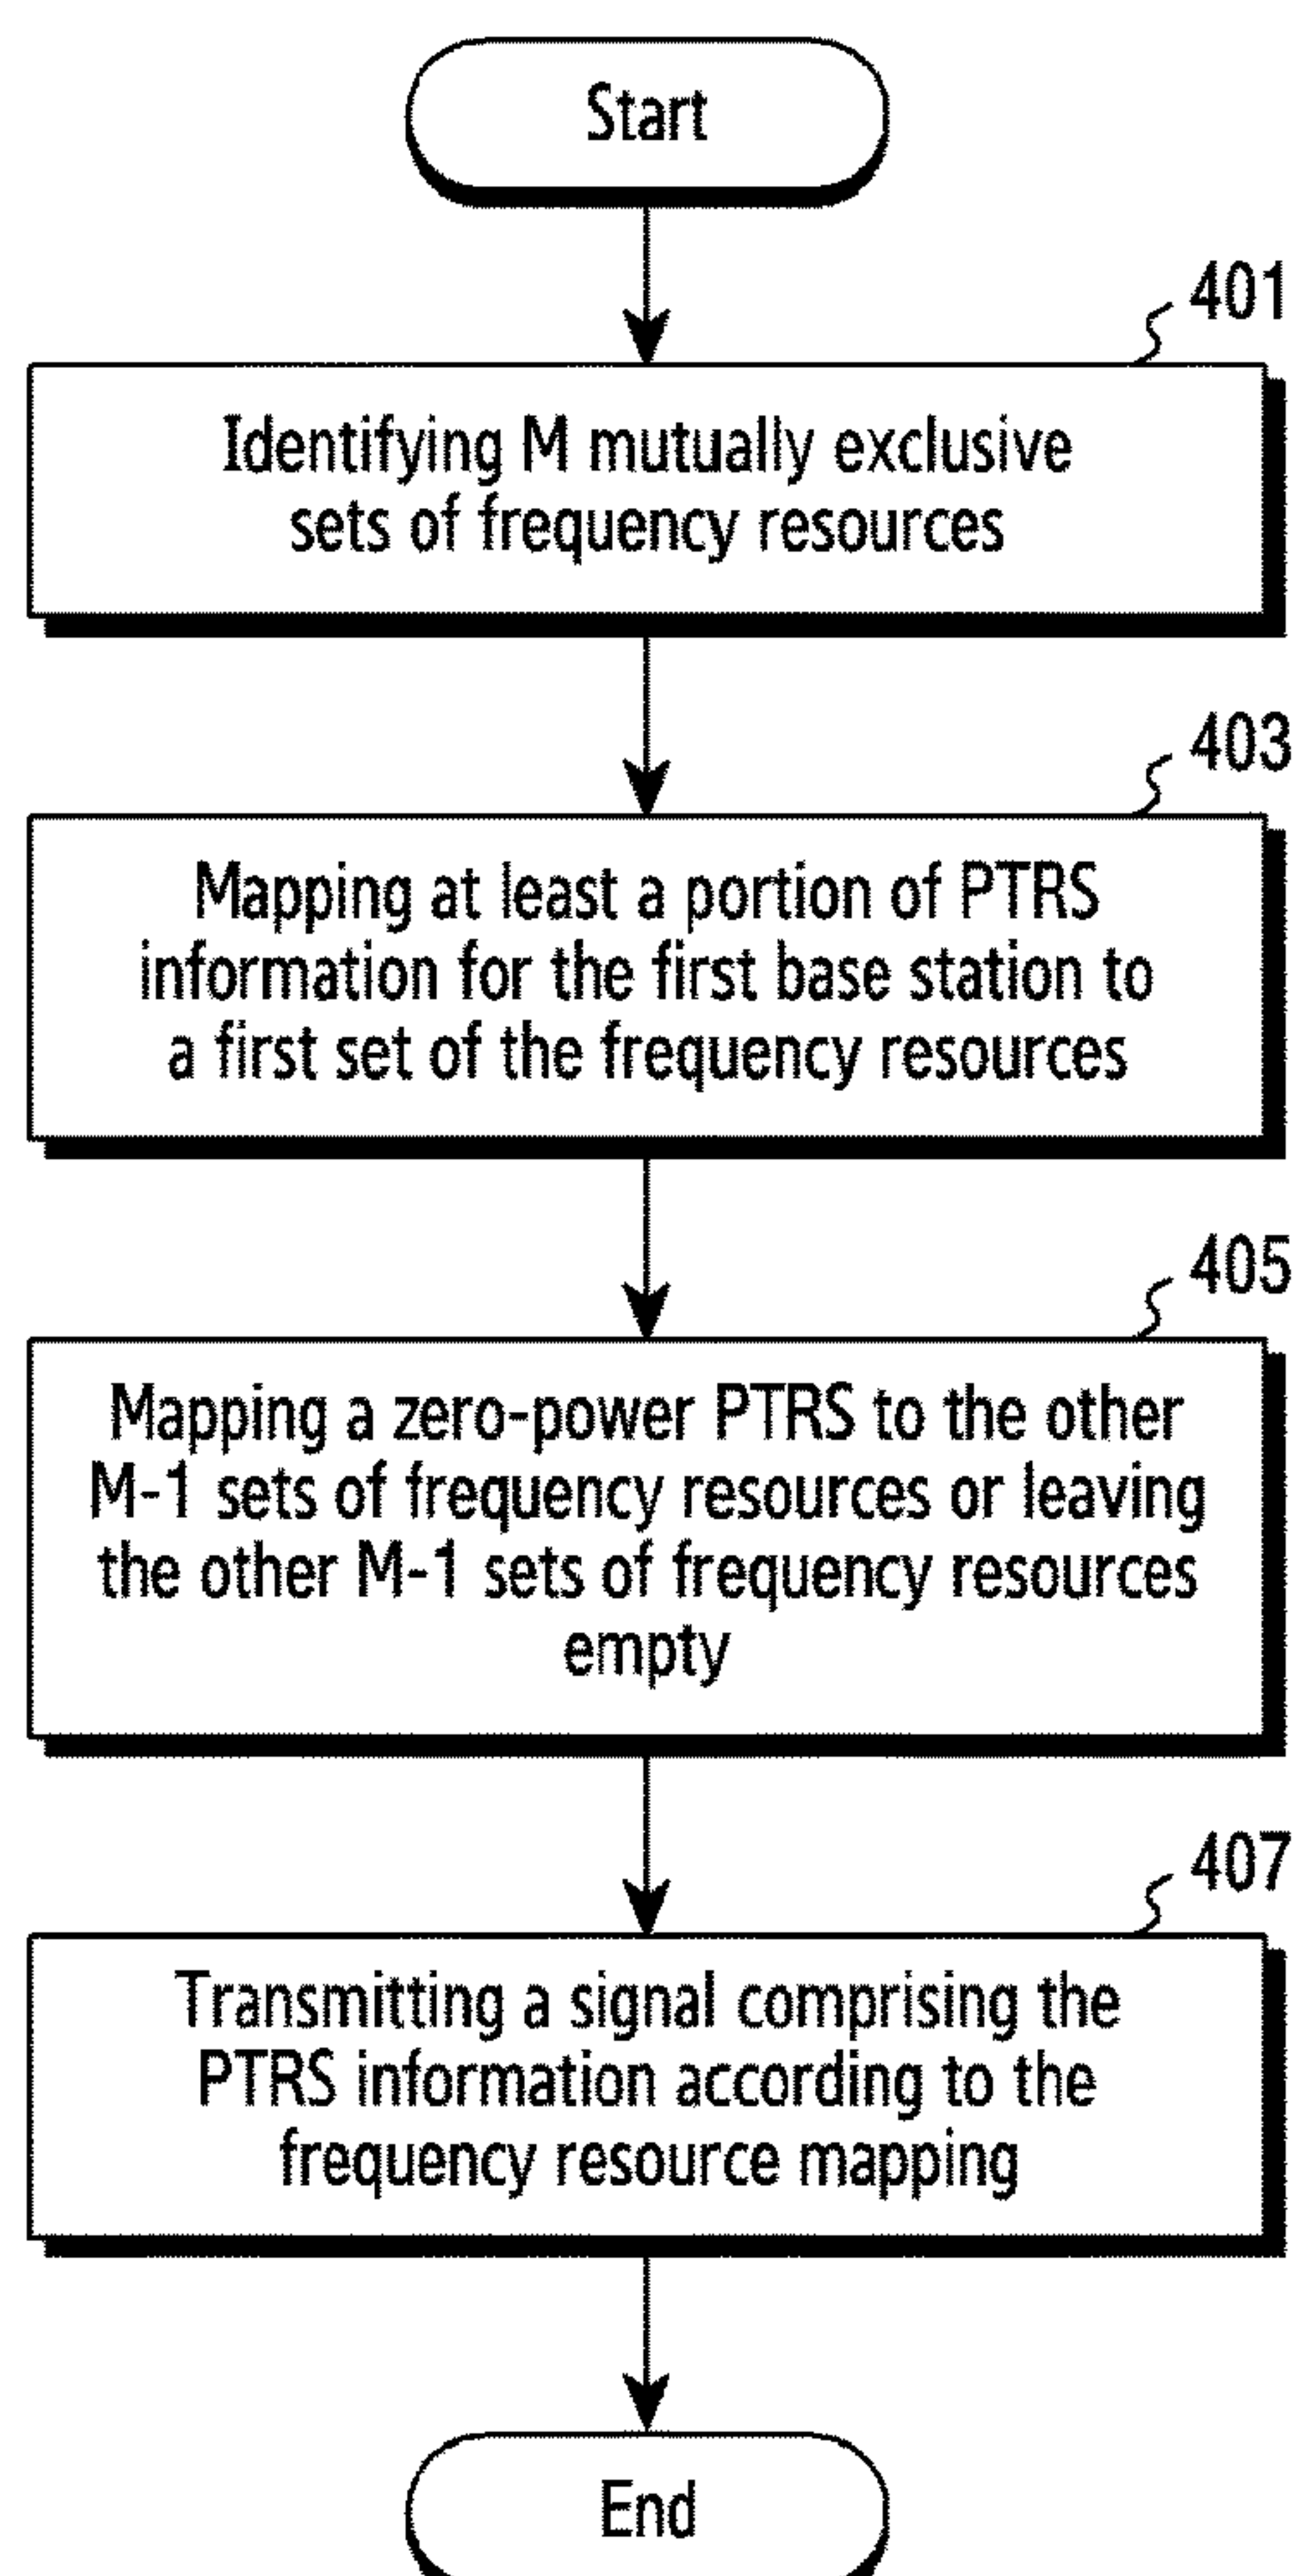 Start
401
Identifying M mutually exclusive
sets of frequency resources
403
Mapping at least a portion of PTRS
information for the first base station to
a first set of the frequency resources
405
Mapping a zero-power PTRS to the other
M-1 sets of frequency resources or leaving
the other M-1 sets of frequency resources
empty
407
Transmitting a signal comprising the
PTRS information according to the
frequency resource mapping
End